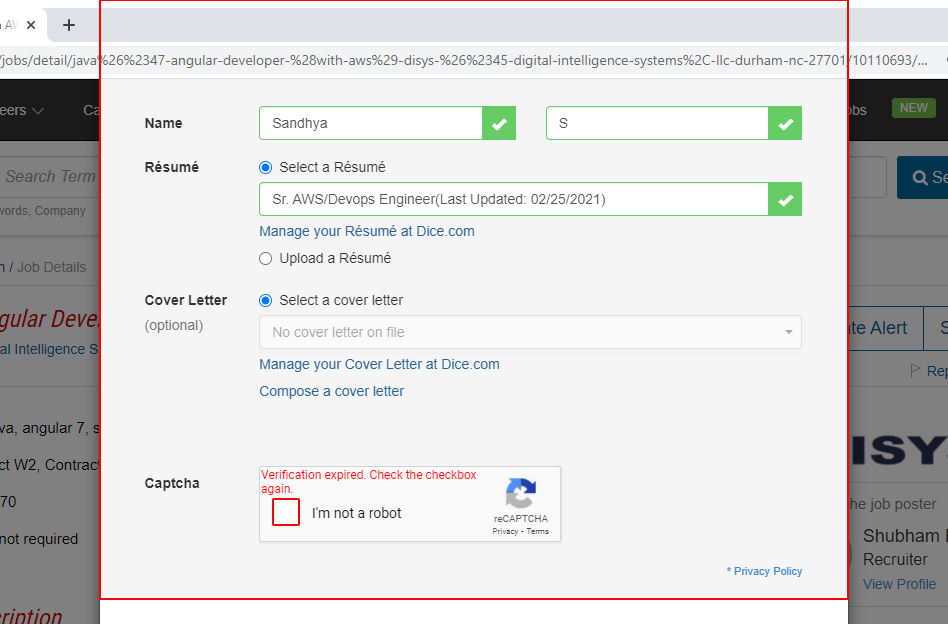 AW × +
/jobs/detail/java%26%2347-angular-developer-%28with-aws%29-disys-%26%2345-digital-intelligence-systems%2C-llc-durham-nc-27701/10110693/...
eers Ca obs NEW
Name Sandhya S
Search Term Se
Résumé Select a Résumé
Sr. AWS/Devops Engineer(Last Updated: 02/25/2021)
words, Company
Manage your Résumé at Dice.com
Upload a Résumé
n / Job Details
Cover Letter Select a cover letter
(optional)
gular Deve
No cover letter on file
te Alert S
al Intelligence S
Manage your Cover Letter at Dice.com
Rep
Compose a cover letter
va, angular 7, s
ISY
ct W2, Contract
Captcha
Verification expired. Check the checkbox
again.
I'm not a robot
reCAPTCHA
Privacy - Terms
70
he job poster
not required
Shubham
Recruiter
* Privacy Policy
View Profile
cription